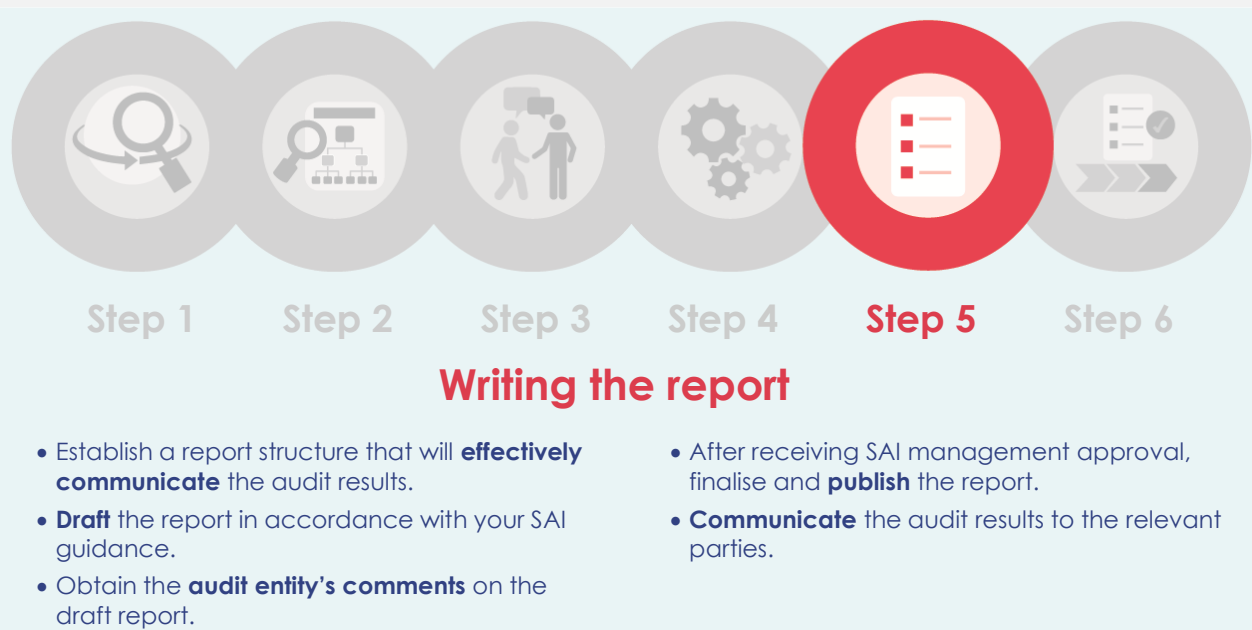 Step 1
Step 2
Step 3
Step 4
Step 5
Step 6
Writing the report
• Establish a report structure that will effectively
communicate the audit results.
• Draft the report in accordance with your SAI
guidance.
• Obtain the audit entity’s comments on the
draft report.
• After receiving SAI management approval,
finalise and publish the report.
• Communicate the audit results to the relevant
parties.